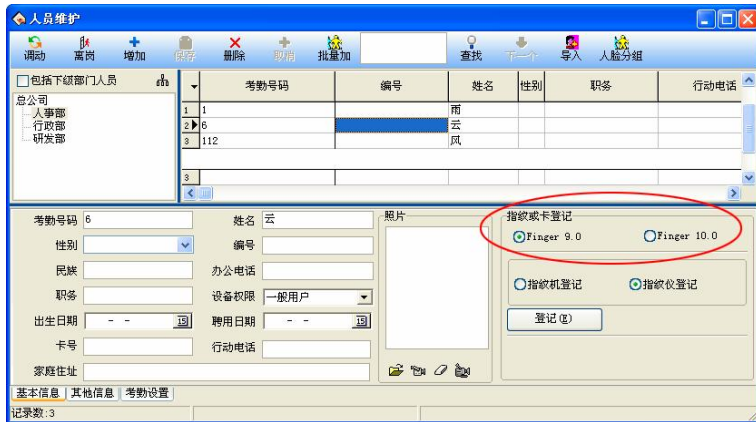 人员维护
调动 离岗 增加 保存 删除 取消 批量加 查找 下一个 导入 人脸分组
包括下级部门人员
总公司
人事部
行政部
研发部
考勤号码 编号 姓名 性别 职务 行动电话
1 1 雨
2 6 云
3 112 风
3
考勤号码 6 姓名 云 照片 指纹或卡登记
Finger 9.0 Finger 10.0
性别 编号
民族 办公电话
职务 设备权限 一般用户 指纹机登记 指纹仪登记
出生日期 - - 15 聘用日期 - - 15 登记(E)
卡号 行动电话
家庭住址
基本信息 其他信息 考勤设置
记录数:3